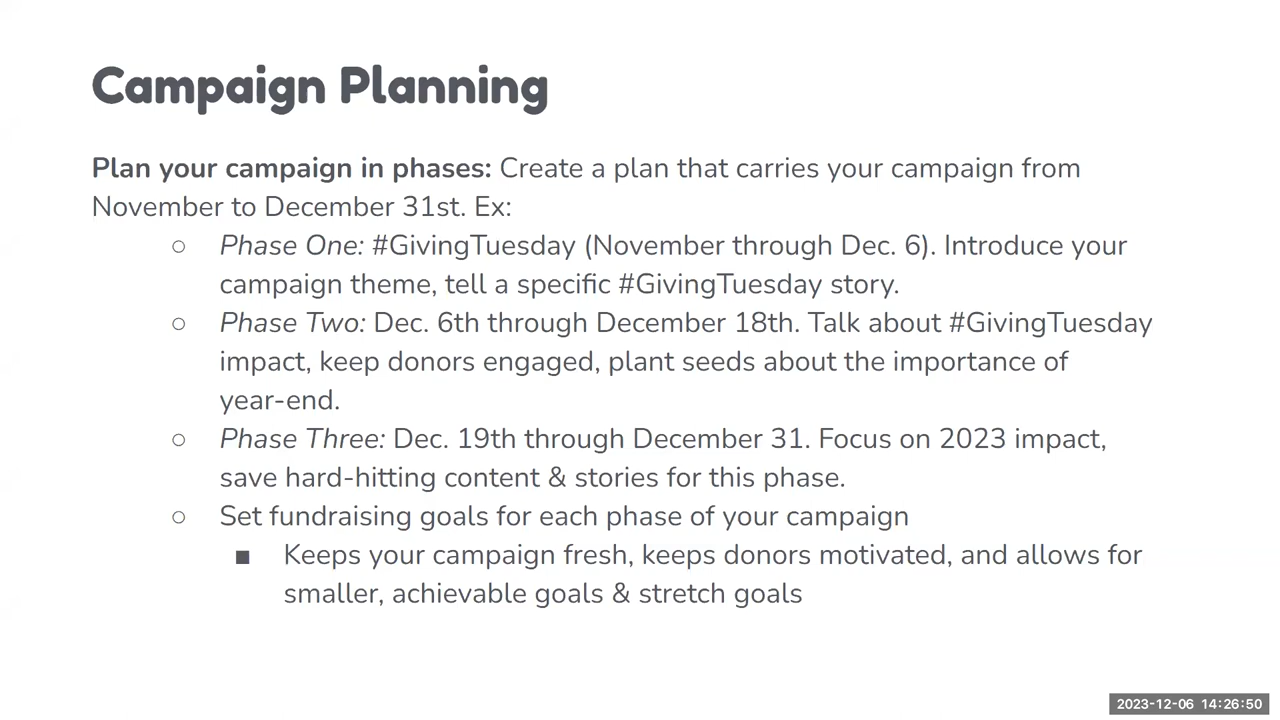 Campaign Planning
Plan your campaign in phases: Create a plan that carries your campaign from
November to December 31st. Ex:
○ Phase One: #GivingTuesday (November through Dec. 6). Introduce your
campaign theme, tell a specific #GivingTuesday story.
○ Phase Two: Dec. 6th through December 18th. Talk about #GivingTuesday
impact, keep donors engaged, plant seeds about the importance of
year-end.
○ Phase Three: Dec. 19th through December 31. Focus on 2023 impact,
save hard-hitting content & stories for this phase.
○ Set fundraising goals for each phase of your campaign
■ Keeps your campaign fresh, keeps donors motivated, and allows for
smaller, achievable goals & stretch goals
2023-12-06 14:26:50